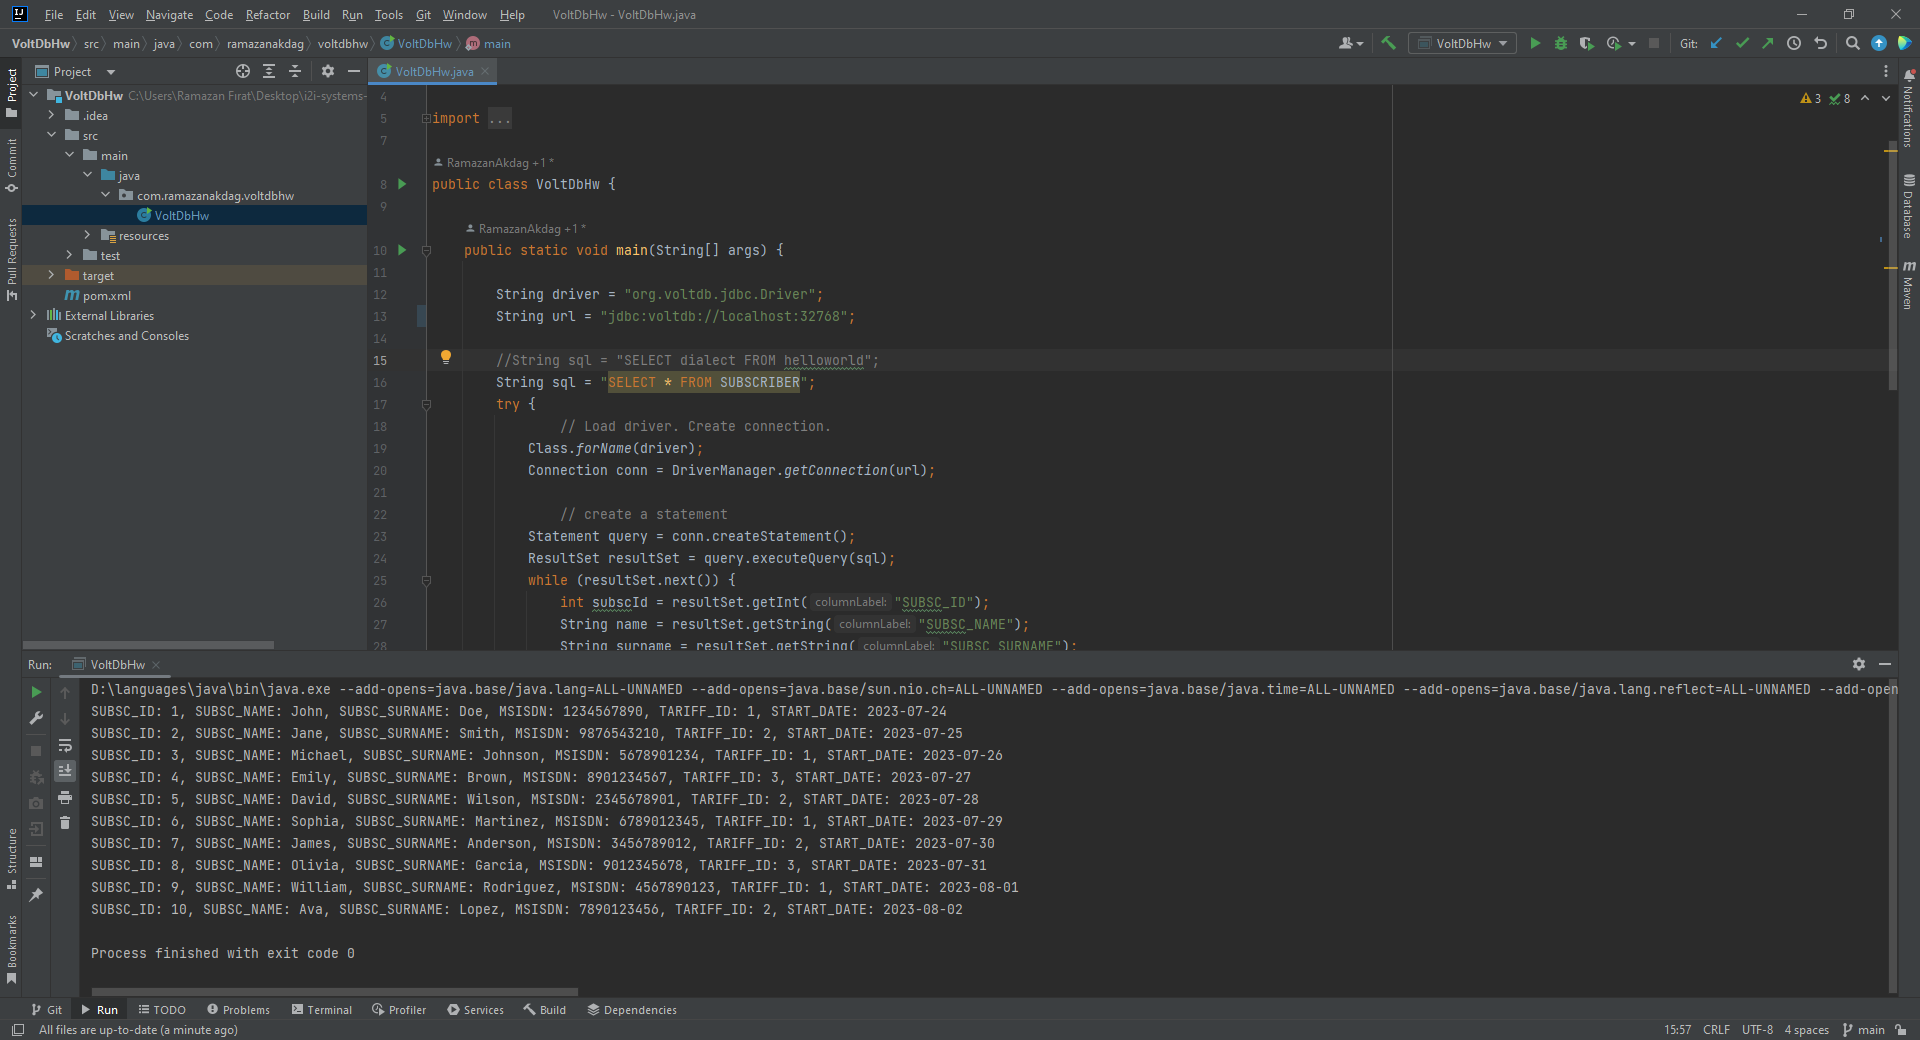 File Edit View Navigate Code Refactor Build Run Tools Git Window Help VoltDbHw - VoltDbHw.java
VoltDbHw src main java com ramazanakdag voltdbhw VoltDbHw main VoltDbHw Git:
Project
VoltDbHw.java
VoltDbHw C:\Users\Ramazan Fırat\Desktop\i2i-systems-
.idea
src
main
java
com.ramazanakdag.voltdbhw
VoltDbHw
resources
test
target
pom.xml
External Libraries
Scratches and Consoles
Project
Commit
Pull Requests
Structure
Bookmarks
3 8
4
5 import ...
7
RamazanAkdag +1 *
8 public class VoltDbHw {
9
RamazanAkdag +1 *
10 public static void main(String[] args) {
11
12 String driver = "org.voltdb.jdbc.Driver";
13 String url = "jdbc:voltdb://localhost:32768";
14
15 //String sql = "SELECT dialect FROM helloworld";
16 String sql = "SELECT * FROM SUBSCRIBER";
17 try {
18 // Load driver. Create connection.
19 Class.forName(driver);
20 Connection conn = DriverManager.getConnection(url);
21
22 // create a statement
23 Statement query = conn.createStatement();
24 ResultSet resultSet = query.executeQuery(sql);
25 while (resultSet.next()) {
26 int subscId = resultSet.getInt( columnLabel: "SUBSC_ID");
27 String name = resultSet.getString( columnLabel: "SUBSC_NAME");
28 String surname = resultSet.getString( columnLabel: "SUBSC_SURNAME");
Notifications
Database
Maven
Run: VoltDbHw
D:\languages\java\bin\java.exe --add-opens=java.base/java.lang=ALL-UNNAMED --add-opens=java.base/sun.nio.ch=ALL-UNNAMED --add-opens=java.base/java.time=ALL-UNNAMED --add-opens=java.base/java.lang.reflect=ALL-UNNAMED --add-open
SUBSC_ID: 1, SUBSC_NAME: John, SUBSC_SURNAME: Doe, MSISDN: 1234567890, TARIFF_ID: 1, START_DATE: 2023-07-24
SUBSC_ID: 2, SUBSC_NAME: Jane, SUBSC_SURNAME: Smith, MSISDN: 9876543210, TARIFF_ID: 2, START_DATE: 2023-07-25
SUBSC_ID: 3, SUBSC_NAME: Michael, SUBSC_SURNAME: Johnson, MSISDN: 5678901234, TARIFF_ID: 1, START_DATE: 2023-07-26
SUBSC_ID: 4, SUBSC_NAME: Emily, SUBSC_SURNAME: Brown, MSISDN: 8901234567, TARIFF_ID: 3, START_DATE: 2023-07-27
SUBSC_ID: 5, SUBSC_NAME: David, SUBSC_SURNAME: Wilson, MSISDN: 2345678901, TARIFF_ID: 2, START_DATE: 2023-07-28
SUBSC_ID: 6, SUBSC_NAME: Sophia, SUBSC_SURNAME: Martinez, MSISDN: 6789012345, TARIFF_ID: 1, START_DATE: 2023-07-29
SUBSC_ID: 7, SUBSC_NAME: James, SUBSC_SURNAME: Anderson, MSISDN: 3456789012, TARIFF_ID: 2, START_DATE: 2023-07-30
SUBSC_ID: 8, SUBSC_NAME: Olivia, SUBSC_SURNAME: Garcia, MSISDN: 9012345678, TARIFF_ID: 3, START_DATE: 2023-07-31
SUBSC_ID: 9, SUBSC_NAME: William, SUBSC_SURNAME: Rodriguez, MSISDN: 4567890123, TARIFF_ID: 1, START_DATE: 2023-08-01
SUBSC_ID: 10, SUBSC_NAME: Ava, SUBSC_SURNAME: Lopez, MSISDN: 7890123456, TARIFF_ID: 2, START_DATE: 2023-08-02
Process finished with exit code 0
Git Run TODO Problems Terminal Profiler Services Build Dependencies
All files are up-to-date (a minute ago) 15:57 CRLF UTF-8 4 spaces main